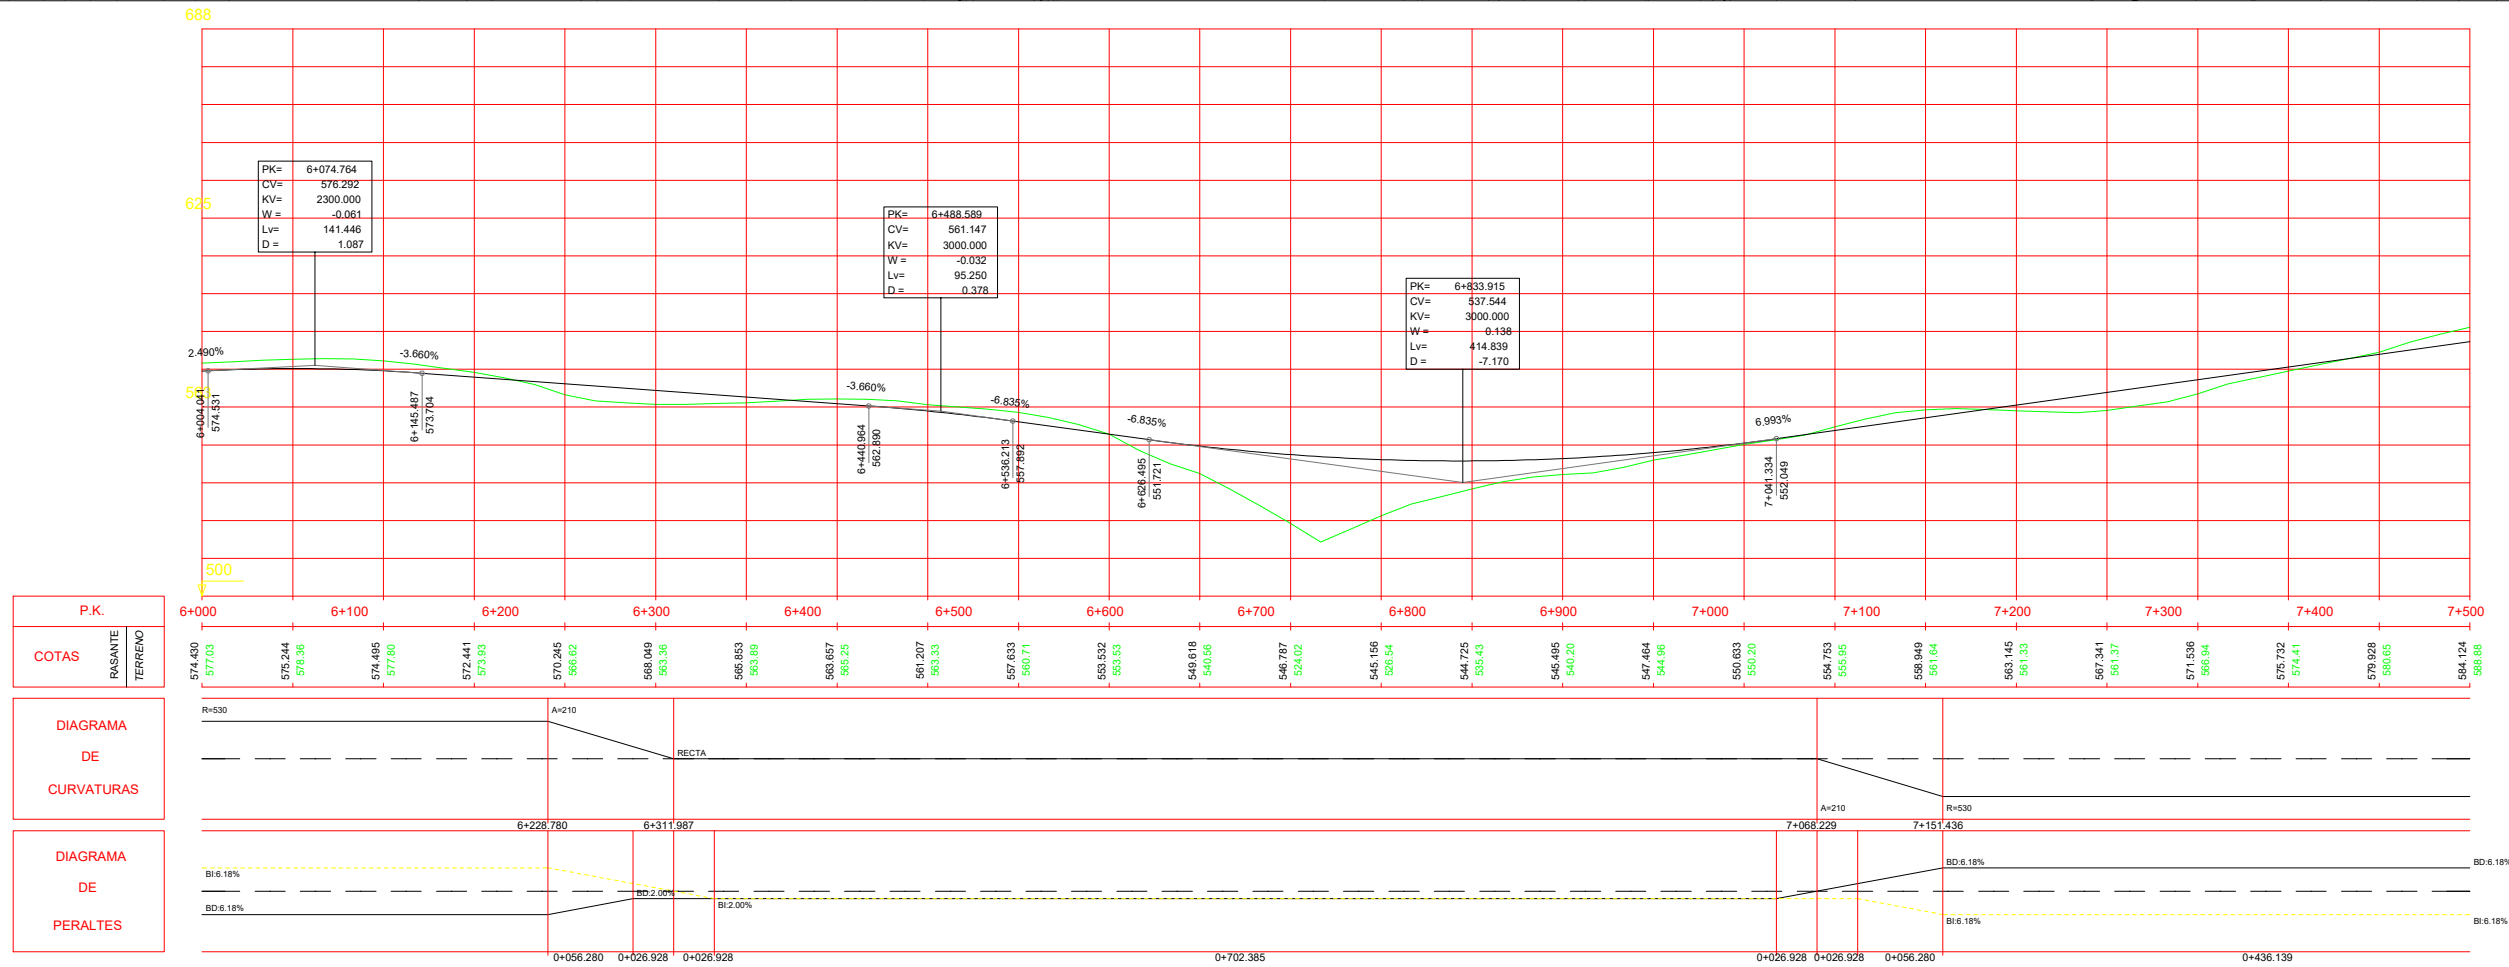 688
625
563
500
0
PK= 6+074.764
CV= 576.292
KV= 2300.000
W = -0.061
Lv= 141.446
D = 1.087
PK= 6+488.589
CV= 561.147
KV= 3000.000
W = -0.032
Lv= 95.250
D = 0.378
PK= 6+833.915
CV= 537.544
KV= 3000.000
W = 0.138
Lv= 414.839
D = -7.170
2.490%
-3.660%
-3.660%
-6.835%
-6.835%
6.993%
6+004.041
574.531
6+145.487
573.704
6+440.964
562.890
6+536.213
557.892
6+626.495
551.721
7+041.334
552.049
P.K.
6+000 6+100 6+200 6+300 6+400 6+500 6+600 6+700 6+800 6+900 7+000 7+100 7+200 7+300 7+400 7+500
COTAS
RASANTE
TERRENO
574.430
577.03
575.244
578.36
574.495
577.80
572.441
573.93
570.245
566.62
568.049
563.36
565.853
563.89
563.657
565.25
561.207
563.33
557.633
560.71
553.532
553.53
549.618
540.56
546.787
524.02
545.156
526.54
544.725
535.43
545.495
540.20
547.464
544.96
550.633
550.20
554.753
555.95
558.949
561.64
563.145
561.33
567.341
561.37
571.536
566.94
575.732
574.41
579.928
580.65
584.124
588.88
DIAGRAMA
DE
CURVATURAS
R=530
A=210
RECTA
A=210
R=530
6+228.780 6+311.987 7+068.229 7+151.436
DIAGRAMA
DE
PERALTES
BI:6.18%
BD:6.18%
BD:2.00%
BI:2.00%
BD:6.18%
BI:6.18%
BD:6.18%
BI:6.18%
0+056.280 0+026.928 0+026.928 0+702.385 0+026.928 0+026.928 0+056.280 0+436.139